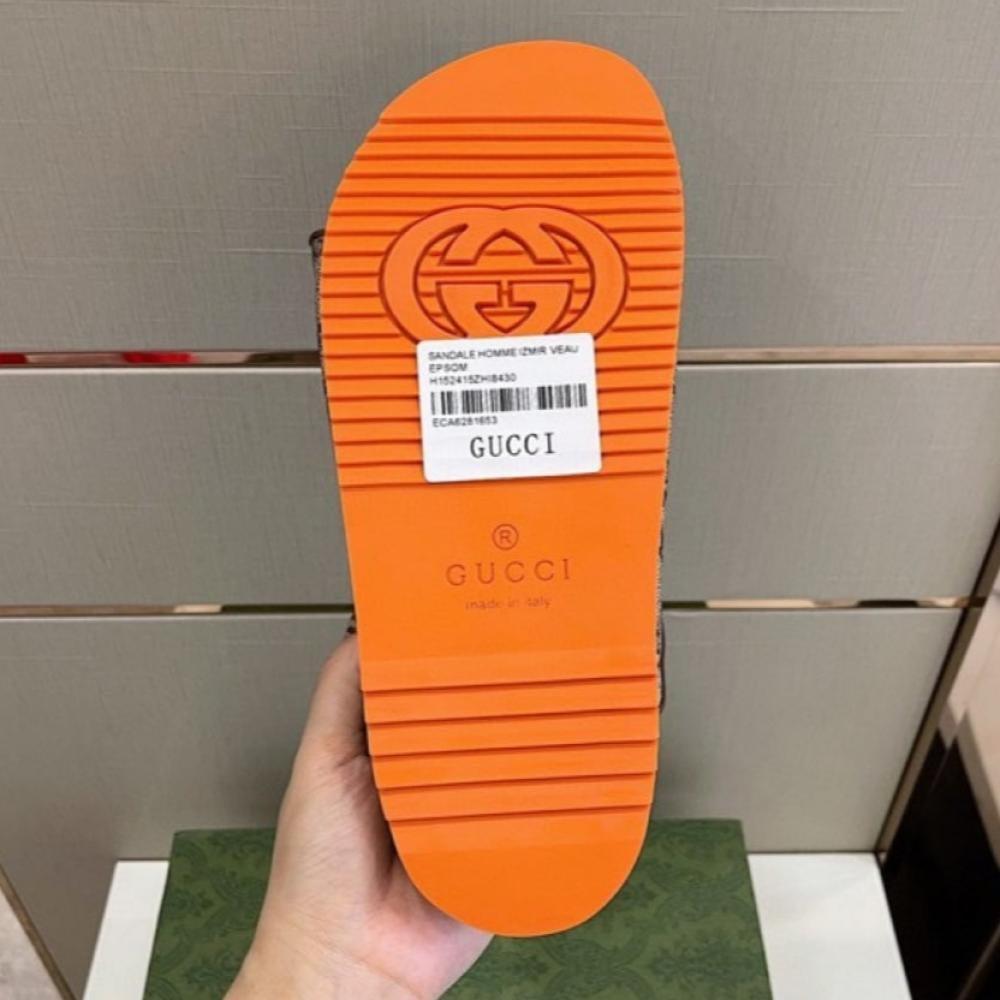 SANDALE HOMME IZMIR VEAU
EPSOM
H152415ZHI8430
ECA6281653
GUCCI
®
GUCCI
made in italy